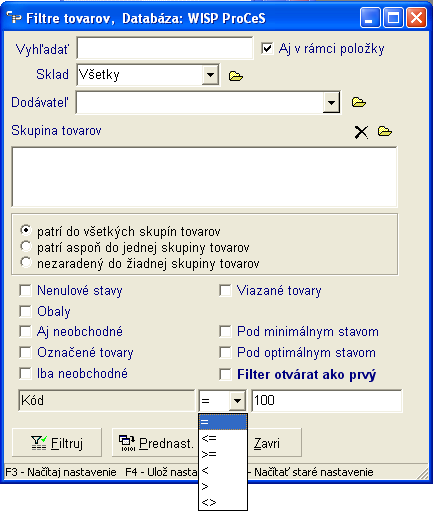 Filtre tovarov, Databáza: WISP ProCeS
Vyhľadať Aj v rámci položky
Sklad Všetky
Dodávateľ
Skupina tovarov
patrí do všetkých skupín tovarov
patrí aspoň do jednej skupiny tovarov
nezaradený do žiadnej skupiny tovarov
Nenulové stavy Viazané tovary
Obaly
Aj neobchodné Pod minimálnym stavom
Označené tovary Pod optimálnym stavom
Iba neobchodné Filter otvárať ako prvý
Kód = 100
=
<=
>=
<
>
<>
Filtruj Prednast. Zavri
F3 - Načítaj nastavenie F4 - Ulož nasta - Načítať staré nastavenie